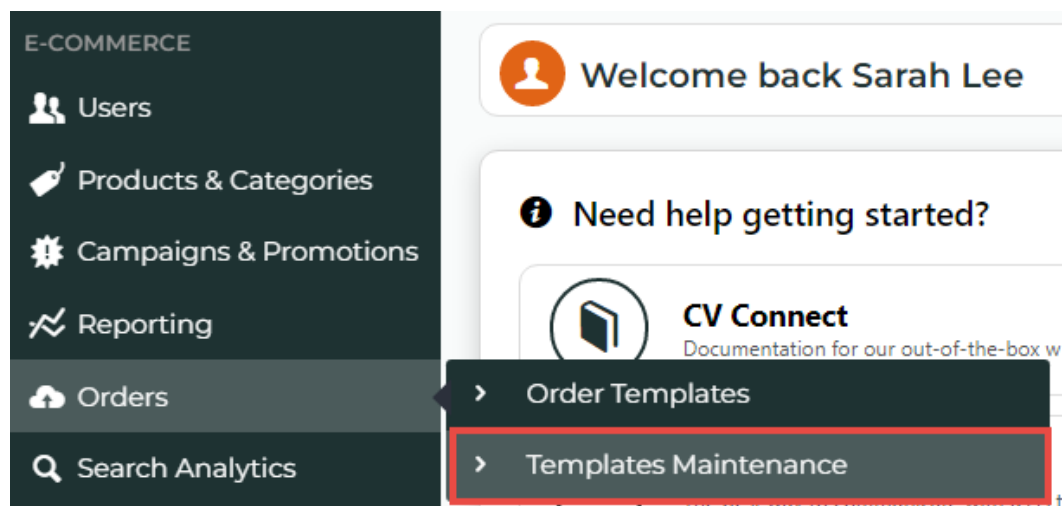 E-COMMERCE
Users
Products & Categories
Campaigns & Promotions
Reporting
Orders
Search Analytics
Welcome back Sarah Lee
Need help getting started?
CV Connect
Documentation for our out-of-the-box w
Order Templates
Templates Maintenance